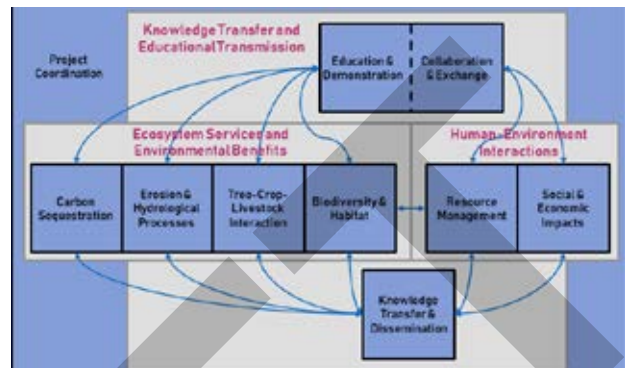 Knowledge Transfer and
Educational Transmission
Project
Coordination
Education &
Demonstration
Collaboration
& Exchange
Ecosystem Services and
Environmental Benefits
Human-Environment
Interactions
Carbon
Sequestration
Erosion &
Hydrological
Processes
Tree-Crop-
Livestock
Interaction
Biodiversity &
Habitat
Resource
Management
Social &
Economic
Impacts
Knowledge
Transfer &
Dissemination